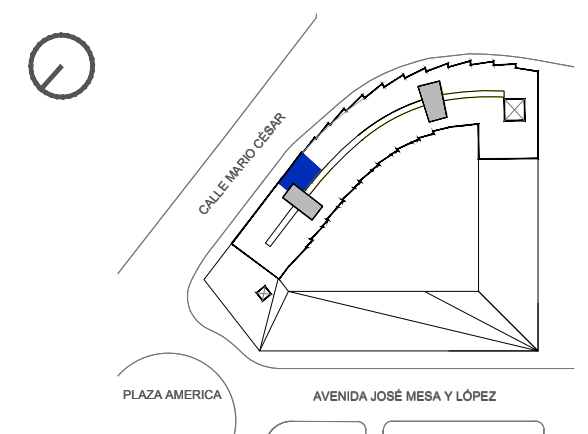 CALLE MARIO CÉSAR
PLAZA AMERICA
AVENIDA JOSÉ MESA Y LÓPEZ